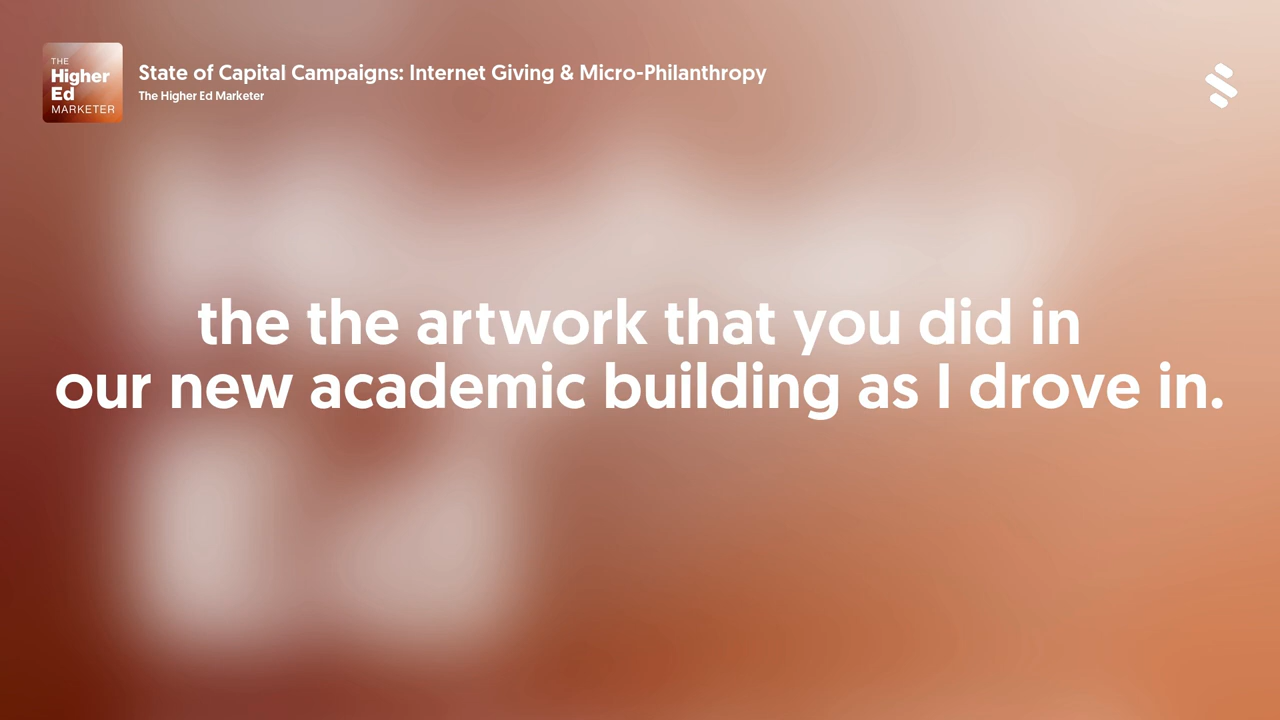 THE
Higher
Ed
MARKETER
State of Capital Campaigns: Internet Giving & Micro-Philanthropy
The Higher Ed Marketer
the the artwork that you did in
our new academic building as I drove in.